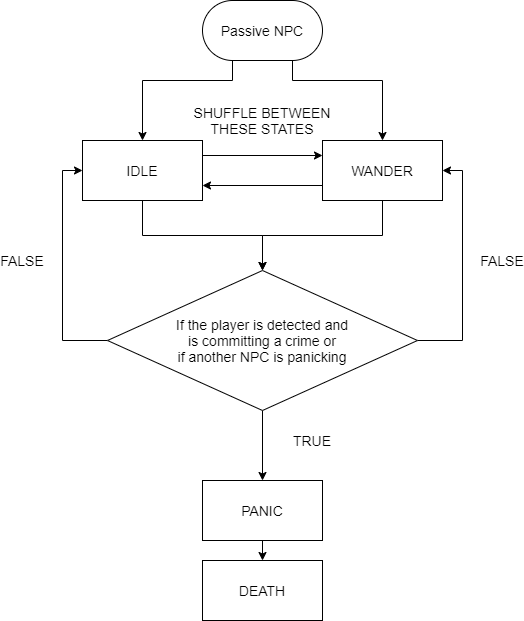 Passive NPC
SHUFFLE BETWEEN
THESE STATES
IDLE
WANDER
FALSE
FALSE
If the player is detected and
is committing a crime or
if another NPC is panicking
TRUE
PANIC
DEATH